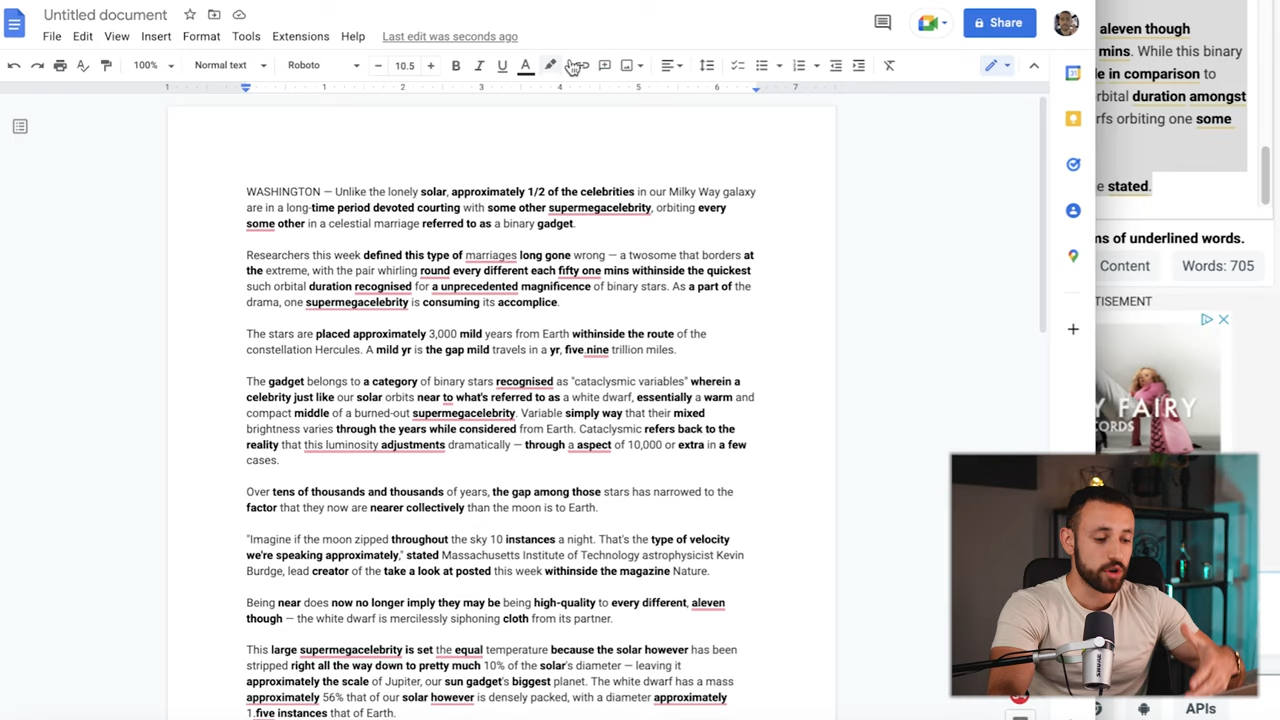 Untitled document
File Edit View Insert Format Tools Extensions Help Last edit was seconds ago
Share
100% Normal text Roboto 10.5
1 1 2 3 4 5 6 7
WASHINGTON — Unlike the lonely solar, approximately 1/2 of the celebrities in our Milky Way galaxy
are in a long-time period devoted courting with some other supermegacelebrity, orbiting every
some other in a celestial marriage referred to as a binary gadget.
Researchers this week defined this type of marriages long gone wrong — a twosome that borders at
the extreme, with the pair whirling round every different each fifty one mins withinside the quickest
such orbital duration recognised for a unprecedented magnificence of binary stars. As a part of the
drama, one supermegacelebrity is consuming its accomplice.
The stars are placed approximately 3,000 mild years from Earth withinside the route of the
constellation Hercules. A mild yr is the gap mild travels in a yr, five.nine trillion miles.
The gadget belongs to a category of binary stars recognised as "cataclysmic variables" wherein a
celebrity just like our solar orbits near to what's referred to as a white dwarf, essentially a warm and
compact middle of a burned-out supermegacelebrity. Variable simply way that their mixed
brightness varies through the years while considered from Earth. Cataclysmic refers back to the
reality that this luminosity adjustments dramatically — through a aspect of 10,000 or extra in a few
cases.
Over tens of thousands and thousands of years, the gap among those stars has narrowed to the
factor that they now are nearer collectively than the moon is to Earth.
"Imagine if the moon zipped throughout the sky 10 instances a night. That's the type of velocity
we're speaking approximately," stated Massachusetts Institute of Technology astrophysicist Kevin
Burdge, lead creator of the take a look at posted this week withinside the magazine Nature.
Being near does now no longer imply they may be being high-quality to every different, aleven
though — the white dwarf is mercilessly siphoning cloth from its partner.
This large supermegacelebrity is set the equal temperature because the solar however has been
stripped right all the way down to pretty much 10% of the solar's diameter — leaving it
approximately the scale of Jupiter, our sun gadget's biggest planet. The white dwarf has a mass
approximately 56% that of our solar however is densely packed, with a diameter approximately
1.five instances that of Earth.
aleven though
mins. While this binary
le in comparison to
rbital duration amongst
rfs orbiting one some
e stated.
ms of underlined words.
Content Words: 705
TISEMENT
Y FAIRY
CORDS
SHURE
APIs